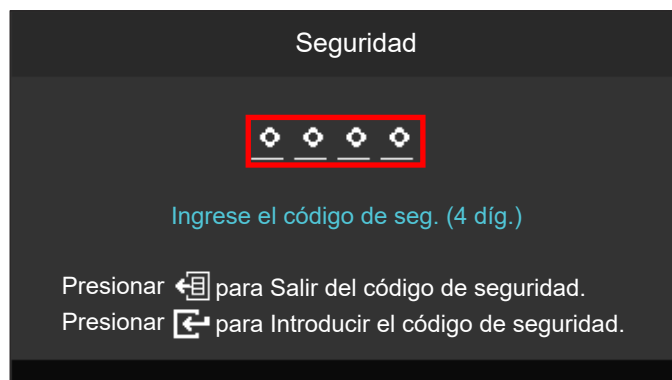 Seguridad
Ingrese el código de seg. (4 díg.)
Presionar para Salir del código de seguridad.
Presionar para Introducir el código de seguridad.